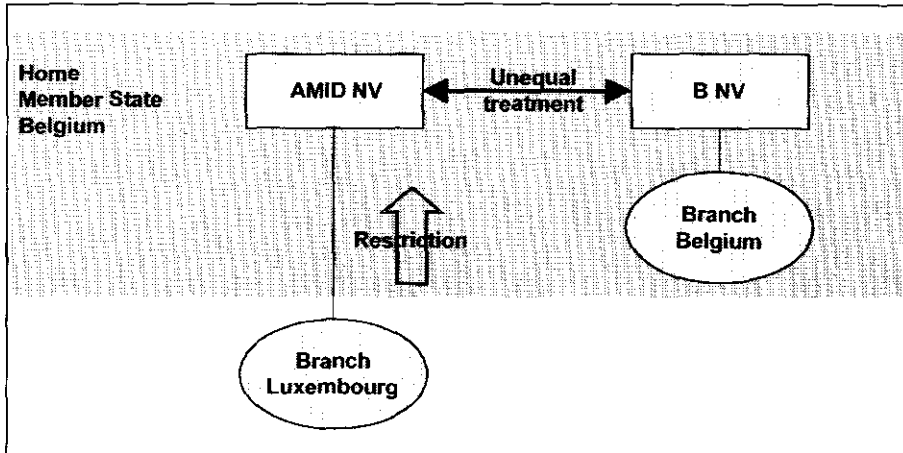 Home
Member State
Belgium
AMID NV
Unequal
treatment
B NV
Restriction
Branch
Belgium
Branch
Luxembourg